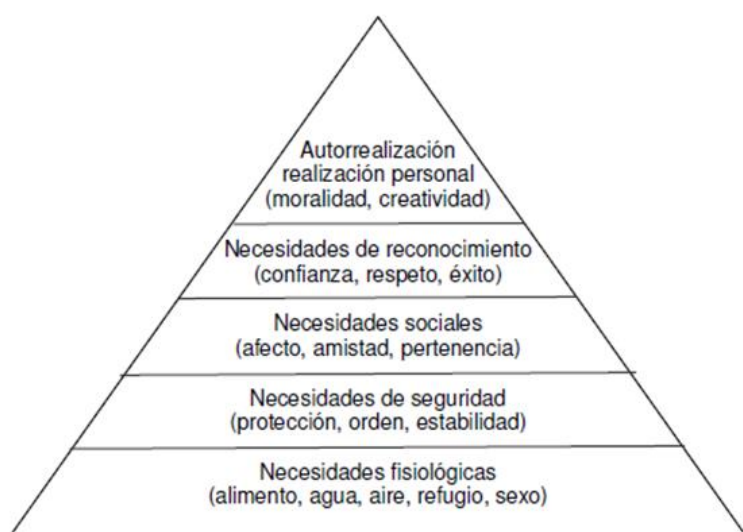 Autorrealización
realización personal
(moralidad, creatividad)
Necesidades de reconocimiento
(confianza, respeto, éxito)
Necesidades sociales
(afecto, amistad, pertenencia)
Necesidades de seguridad
(protección, orden, estabilidad)
Necesidades fisiológicas
(alimento, agua, aire, refugio, sexo)